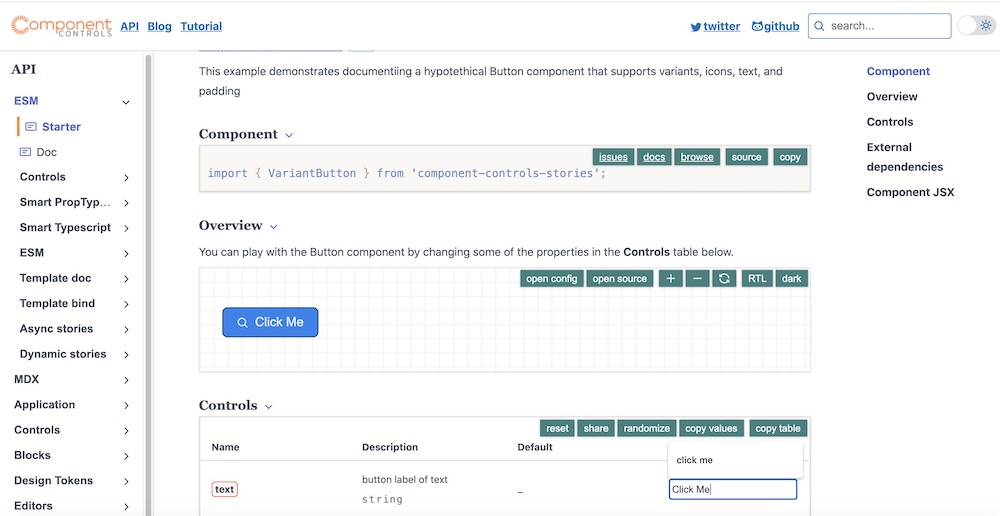 Component
CONTROLS
API Blog Tutorial
twitter github search...
API
ESM
Starter
Doc
Controls
Smart PropTyp...
Smart Typescript
ESM
Template doc
Template bind
Async stories
Dynamic stories
MDX
Application
Controls
Blocks
Design Tokens
Editors
This example demonstrates documentiing a hypotethical Button component that supports variants, icons, text, and
padding
Component
issues docs browse source copy
import { VariantButton } from 'component-controls-stories';
Overview
You can play with the Button component by changing some of the properties in the Controls table below.
open config open source + − RTL dark
Click Me
Controls
reset share randomize copy values copy table
Name Description Default
click me
text button label of text – Click Me
string
Component
Overview
Controls
External
dependencies
Component JSX